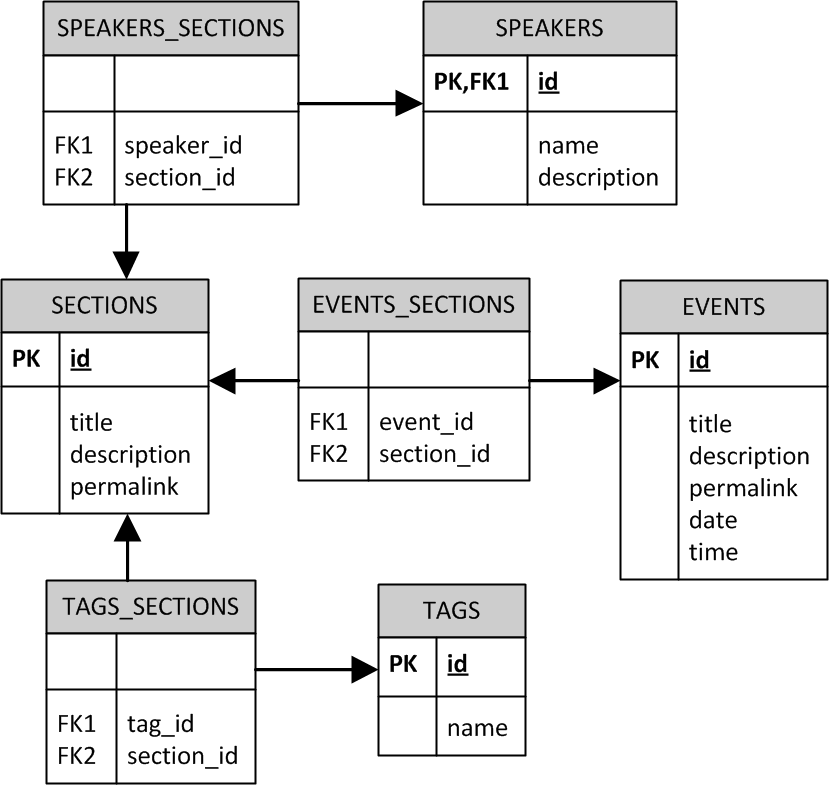 SPEAKERS_SECTIONS
FK1 speaker_id
FK2 section_id
SPEAKERS
PK,FK1 id
name
description
SECTIONS
PK id
title
description
permalink
EVENTS_SECTIONS
FK1 event_id
FK2 section_id
EVENTS
PK id
title
description
permalink
date
time
TAGS_SECTIONS
FK1 tag_id
FK2 section_id
TAGS
PK id
name